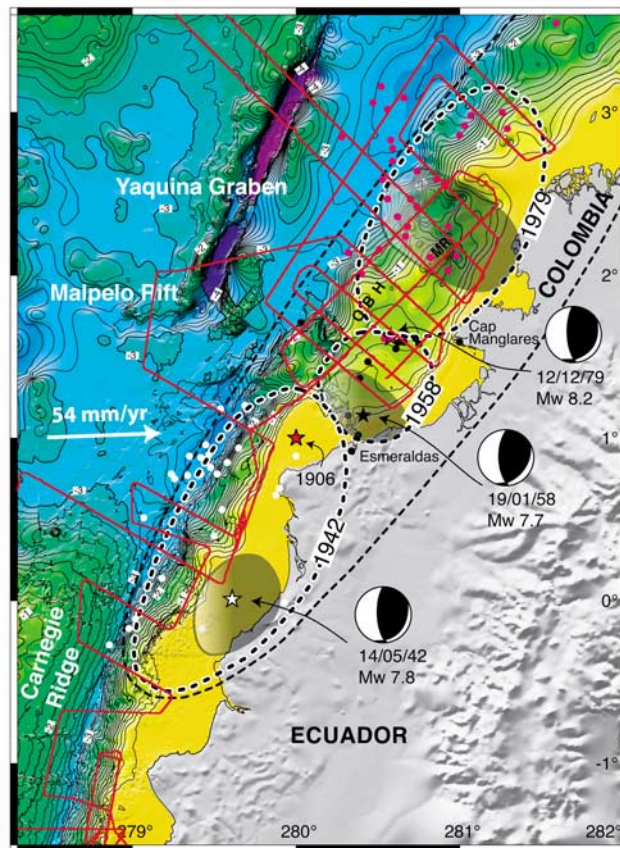 3°
Yaquina Graben
1979
COLOMBIA
MR
2°
Malpelo Rift
Cap
Manglares
12/12/79
Mw 8.2
1958
54 mm/yr
1°
Esmeraldas
1906
19/01/58
Mw 7.7
1942
0°
14/05/42
Mw 7.8
Carnegie
Ridge
ECUADOR
-1°
279°
280°
281°
282°